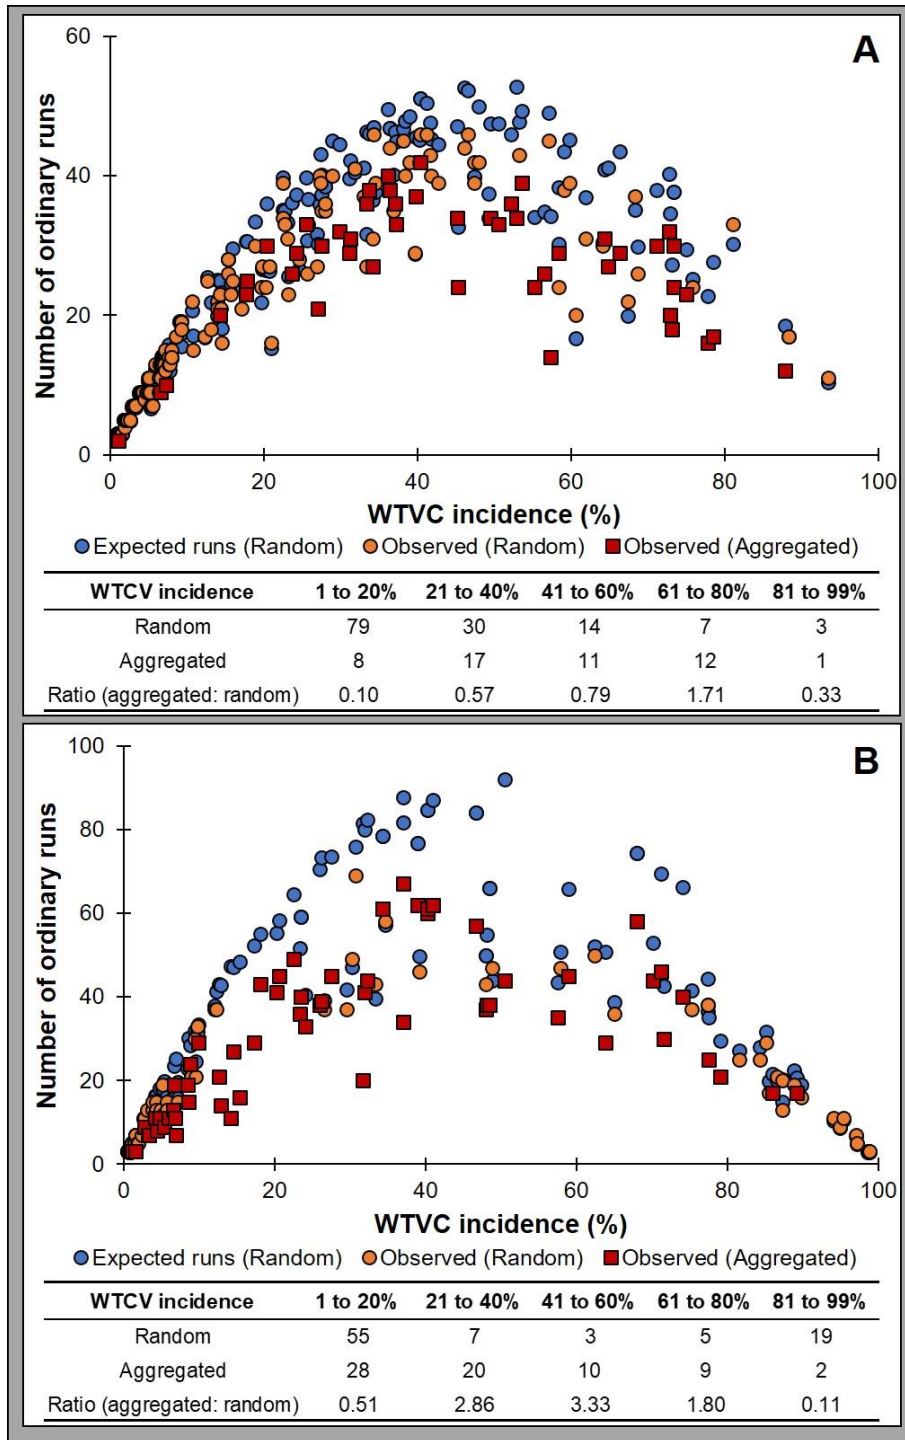 A
60
40
20
0
0 20 40 60 80 100
Number of ordinary runs
WTVC incidence (%)
Expected runs (Random) Observed (Random) Observed (Aggregated)
WTCV incidence 1 to 20% 21 to 40% 41 to 60% 61 to 80% 81 to 99%
Random 79 30 14 7 3
Aggregated 8 17 11 12 1
Ratio (aggregated: random) 0.10 0.57 0.79 1.71 0.33
B
100
80
60
40
20
0
0 20 40 60 80 100
Number of ordinary runs
WTVC incidence (%)
Expected runs (Random) Observed (Random) Observed (Aggregated)
WTCV incidence 1 to 20% 21 to 40% 41 to 60% 61 to 80% 81 to 99%
Random 55 7 3 5 19
Aggregated 28 20 10 9 2
Ratio (aggregated: random) 0.51 2.86 3.33 1.80 0.11